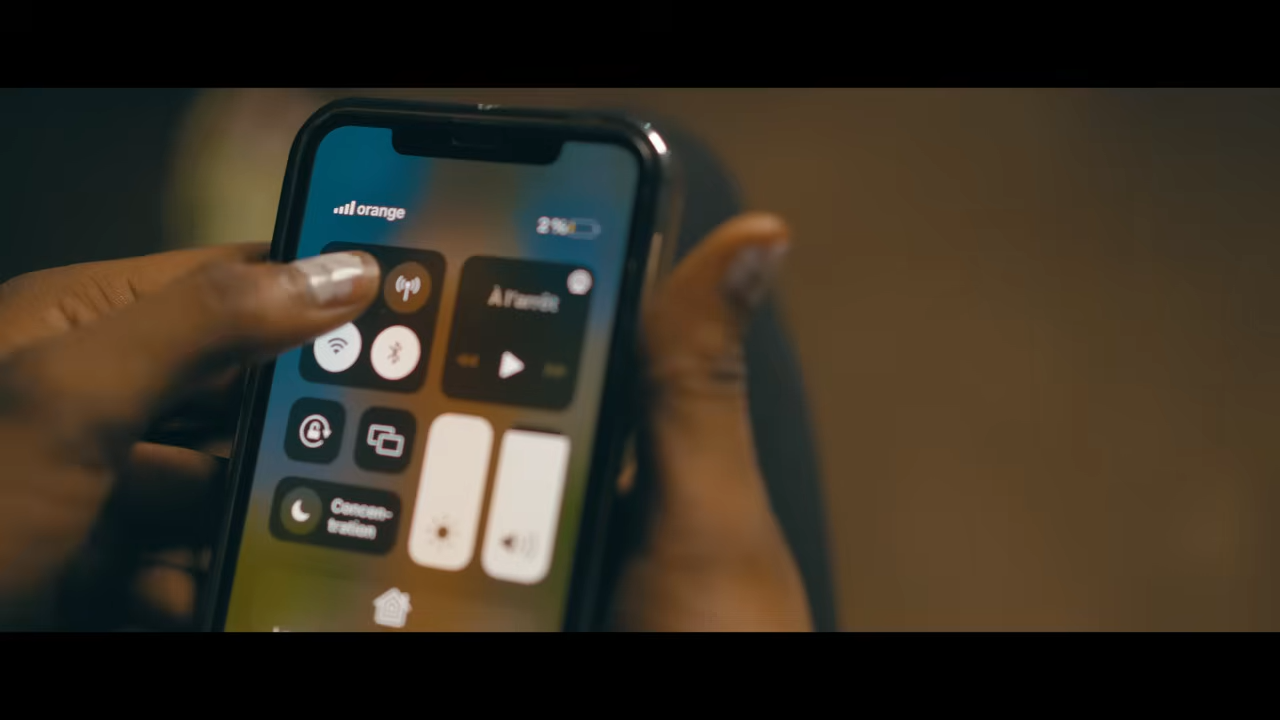 orange
2 %
À l'arrêt
Concen-
tration